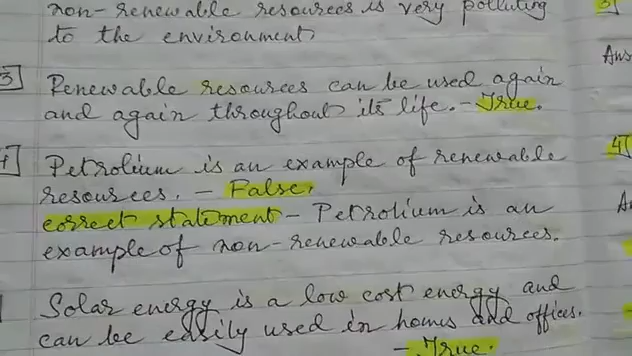 non-renewable resources is very polluting
to the environment
3 Renewable resources can be used again
and again throughout its life. - True.
Petrolium is an example of renewable
resources. - False.
correct statement - Petrolium is an
example of non-renewable resources.
Solar energy is a low cost energy and
can be easily used in homes and offices.
- True.
3)
Ans
4)